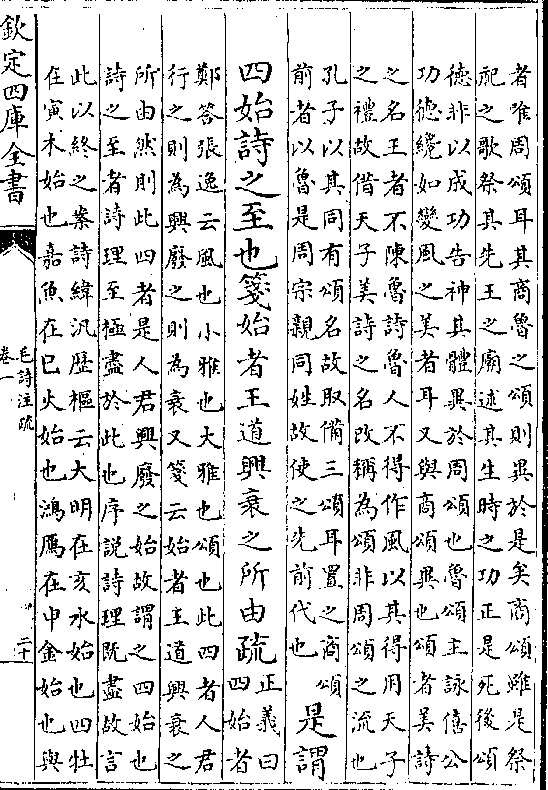 者唯周頌耳其商魯之頌則異於是矣商頌雖是祭
祀之歌祭其先王之廟述其生時之功正是死後頌
德非以成功告神其體異於周頌也魯頌主詠僖公
功德纔如變風之美者耳又與商頌異也頌者美詩
之名王者不陳魯詩魯人不得作風以其得用天子
之禮故借天子美詩之名改稱為頌非周頌之流也
孔子以其同有頌名故取備三頌耳置之商頌
前者以魯是周宗親同姓故使之先前代也
是謂
四始詩之至也箋始者王道興衰之所由疏
正義曰
四始者
鄭答張逸云風也小雅也大雅也頌也此四者人君
行之則為興廢之則為衰又箋云始者王道興衰之
所由然則此四者是人君興廢之始故謂之四始也
詩之至者詩理至極盡於此也序說詩理既盡故言
此以終之案詩緯汎歷樞云大明在亥水始也四牡
在寅木始也嘉魚在巳火始也鴻鴈在申金始也與
欽定四庫全書
毛詩注疏
卷一
二十